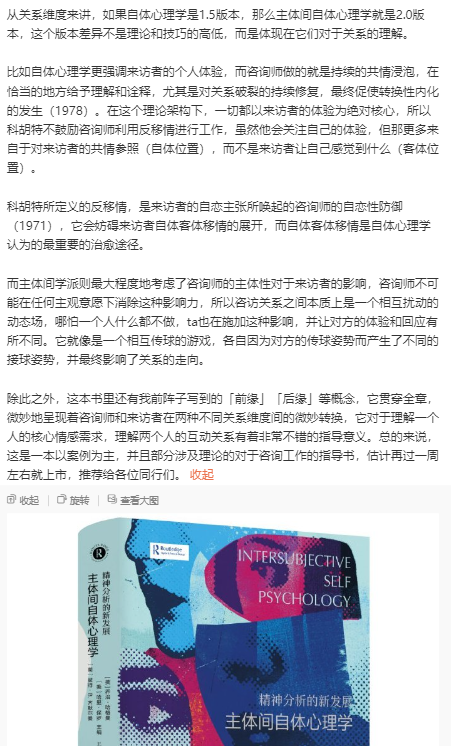 从关系维度来讲，如果自体心理学是1.5版本，那么主体间自体心理学就是2.0版
本，这个版本差异不是理论和技巧的高低，而是体现在它们对于关系的理解。
比如自体心理学更强调来访者的个人体验，而咨询师做的就是持续的共情浸泡，在
恰当的地方给予理解和诠释，尤其是对关系破裂的持续修复，最终促使转换性内化
的发生（1978）。在这个理论架构下，一切都以来访者的体验为绝对核心，所以
科胡特不鼓励咨询师利用反移情进行工作，虽然他会关注自己的体验，但那更多来
自于对来访者的共情参照（自体位置），而不是来访者让自己感觉到什么（客体位
置）。
科胡特所定义的反移情，是来访者的自恋主张所唤起的咨询师的自恋性防御
（1971），它会妨碍来访者自体客体移情的展开，而自体客体移情是自体心理学
认为的最重要的治愈途径。
而主体间学派则最大程度地考虑了咨询师的主体性对于来访者的影响，咨询师不可
能在任何主观意愿下消除这种影响力，所以咨访关系之间本质上是一个相互扰动的
动态场，哪怕一个人什么都不做，ta也在施加这种影响，并让对方的体验和回应有
所不同。它就像是一个相互传球的游戏，各自因为对方的传球姿势而产生了不同的
接球姿势，并最终影响了关系的走向。
除此之外，这本书里还有我前阵子写到的「前缘」「后缘」等概念，它贯穿全章，
微妙地呈现着咨询师和来访者在两种不同关系维度间的微妙转换，它对于理解一个
人的核心情感需求，理解两个人的互动关系有着非常不错的指导意义。总的来说，
这是一本以案例为主，并且部分涉及理论的对于咨询工作的指导书，估计再过一周
左右就上市，推荐给各位同行们。 收起
收起 旋转 查看大图
R
Routledge
INTERSUBJECTIVE
SELF
PSYCHOLOGY
精神分析的新发展
主体间自体心理学
精神分析的新发展
主体间自体心理学